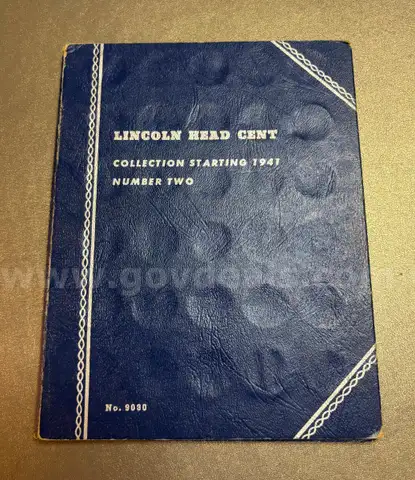 LINCOLN HEAD CENT
COLLECTION STARTING 1941
NUMBER TWO
www.govdeals.com
No. 9030